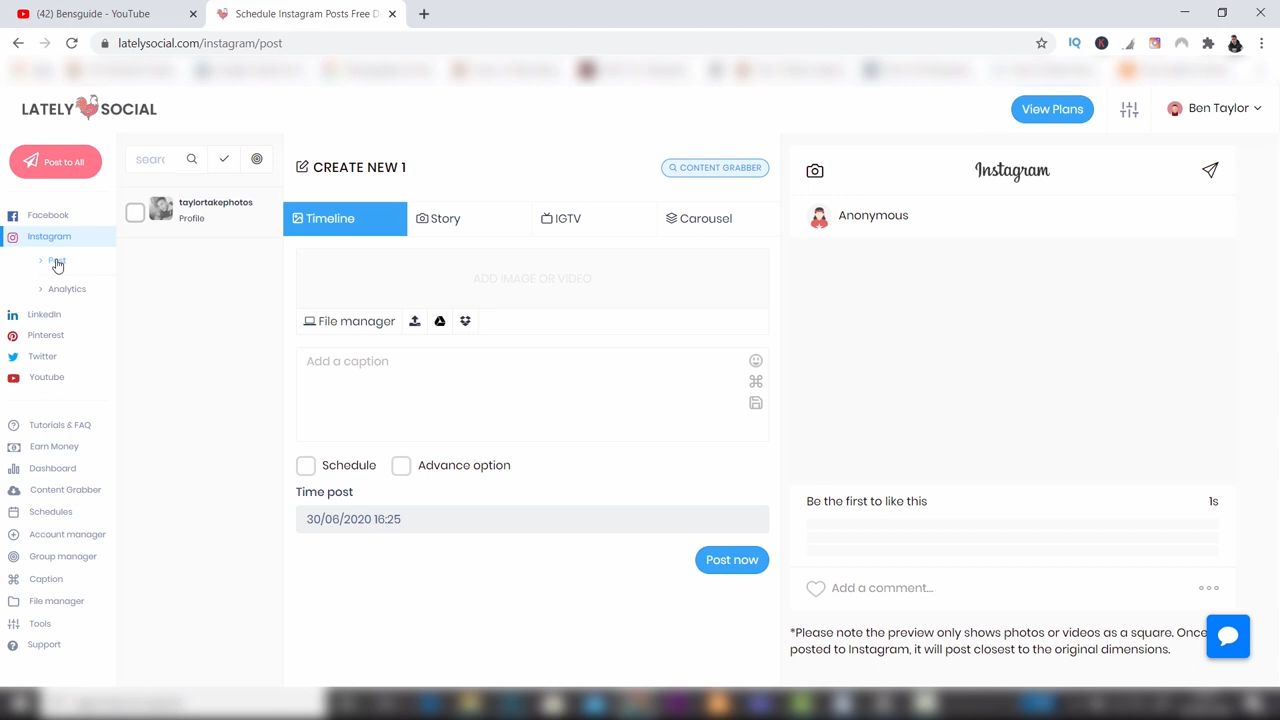 (42) Bensguide - YouTube
Schedule Instagram Posts Free D
latelysocial.com/instagram/post
LATELY SOCIAL
View Plans
Ben Taylor
Post to All
Facebook
Instagram
Post
Analytics
LinkedIn
Pinterest
Twitter
Youtube
Tutorials & FAQ
Earn Money
Dashboard
Content Grabber
Schedules
Account manager
Group manager
Caption
File manager
Tools
Support
searc
taylortakephotos
Profile
CREATE NEW 1
CONTENT GRABBER
Timeline
Story
IGTV
Carousel
ADD IMAGE OR VIDEO
File manager
Add a caption
Schedule
Advance option
Time post
30/06/2020 16:25
Post now
Instagram
Anonymous
Be the first to like this
1s
Add a comment...
*Please note the preview only shows photos or videos as a square. Once
posted to Instagram, it will post closest to the original dimensions.